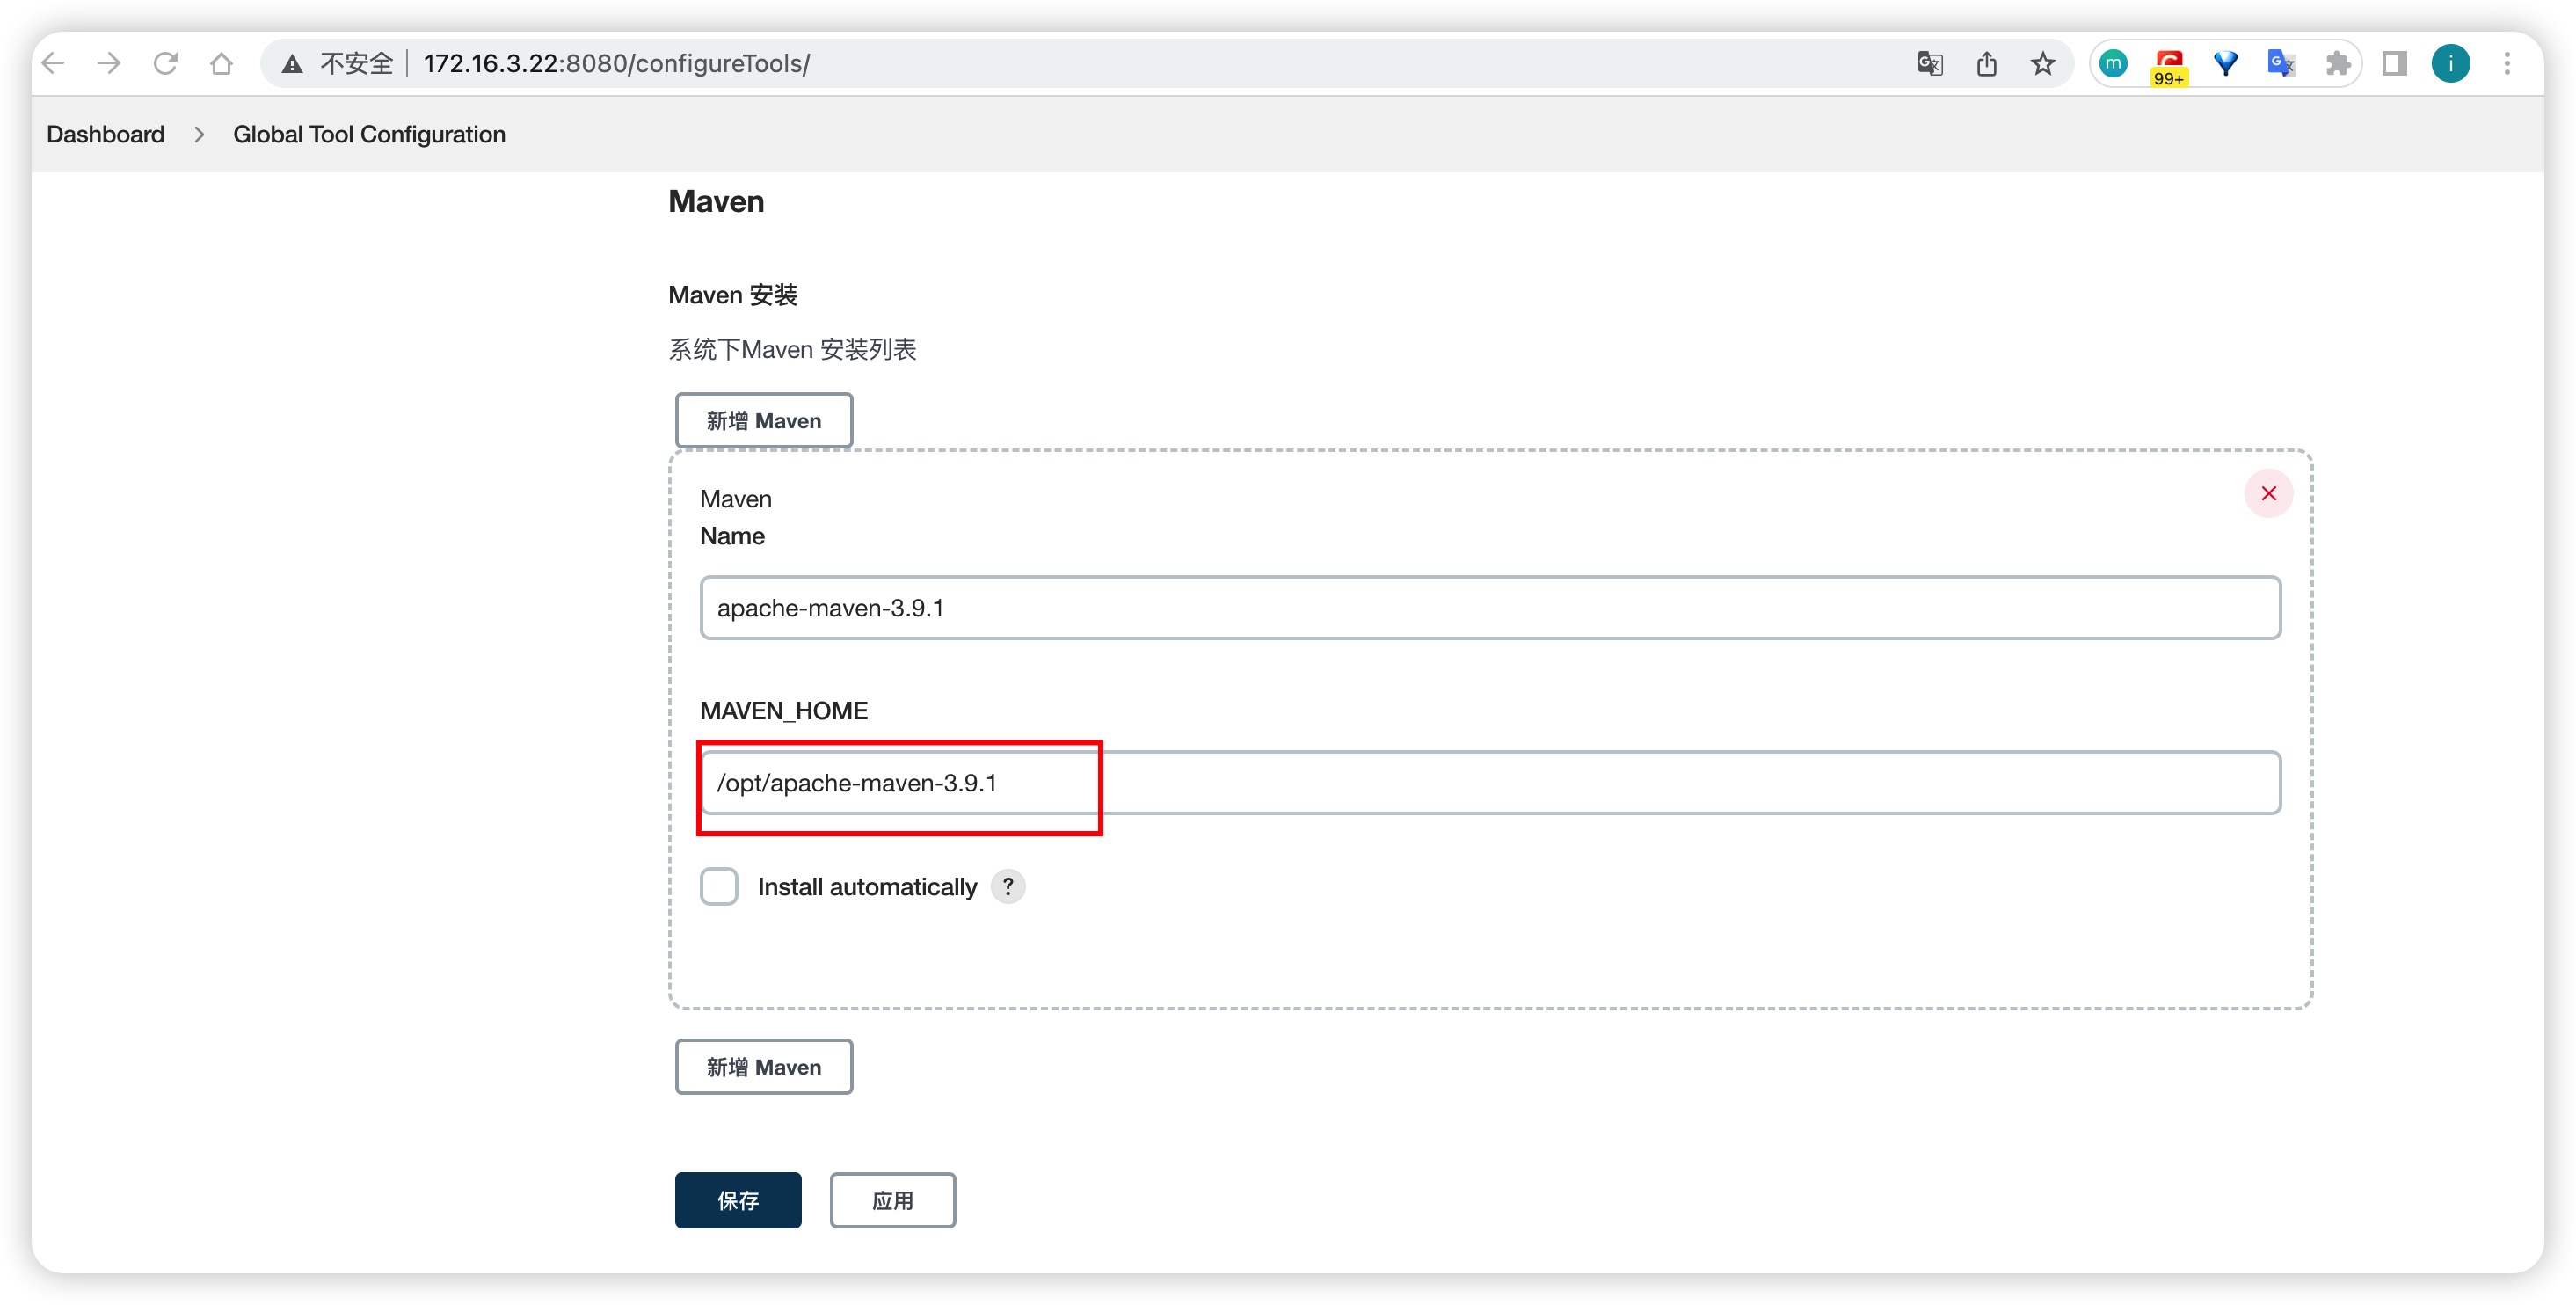 不安全 172.16.3.22:8080/configureTools/
m 99+ i
Dashboard > Global Tool Configuration
Maven
Maven 安装
系统下Maven 安装列表
新增 Maven
Maven
Name
apache-maven-3.9.1
MAVEN_HOME
/opt/apache-maven-3.9.1
Install automatically ?
新增 Maven
保存 应用